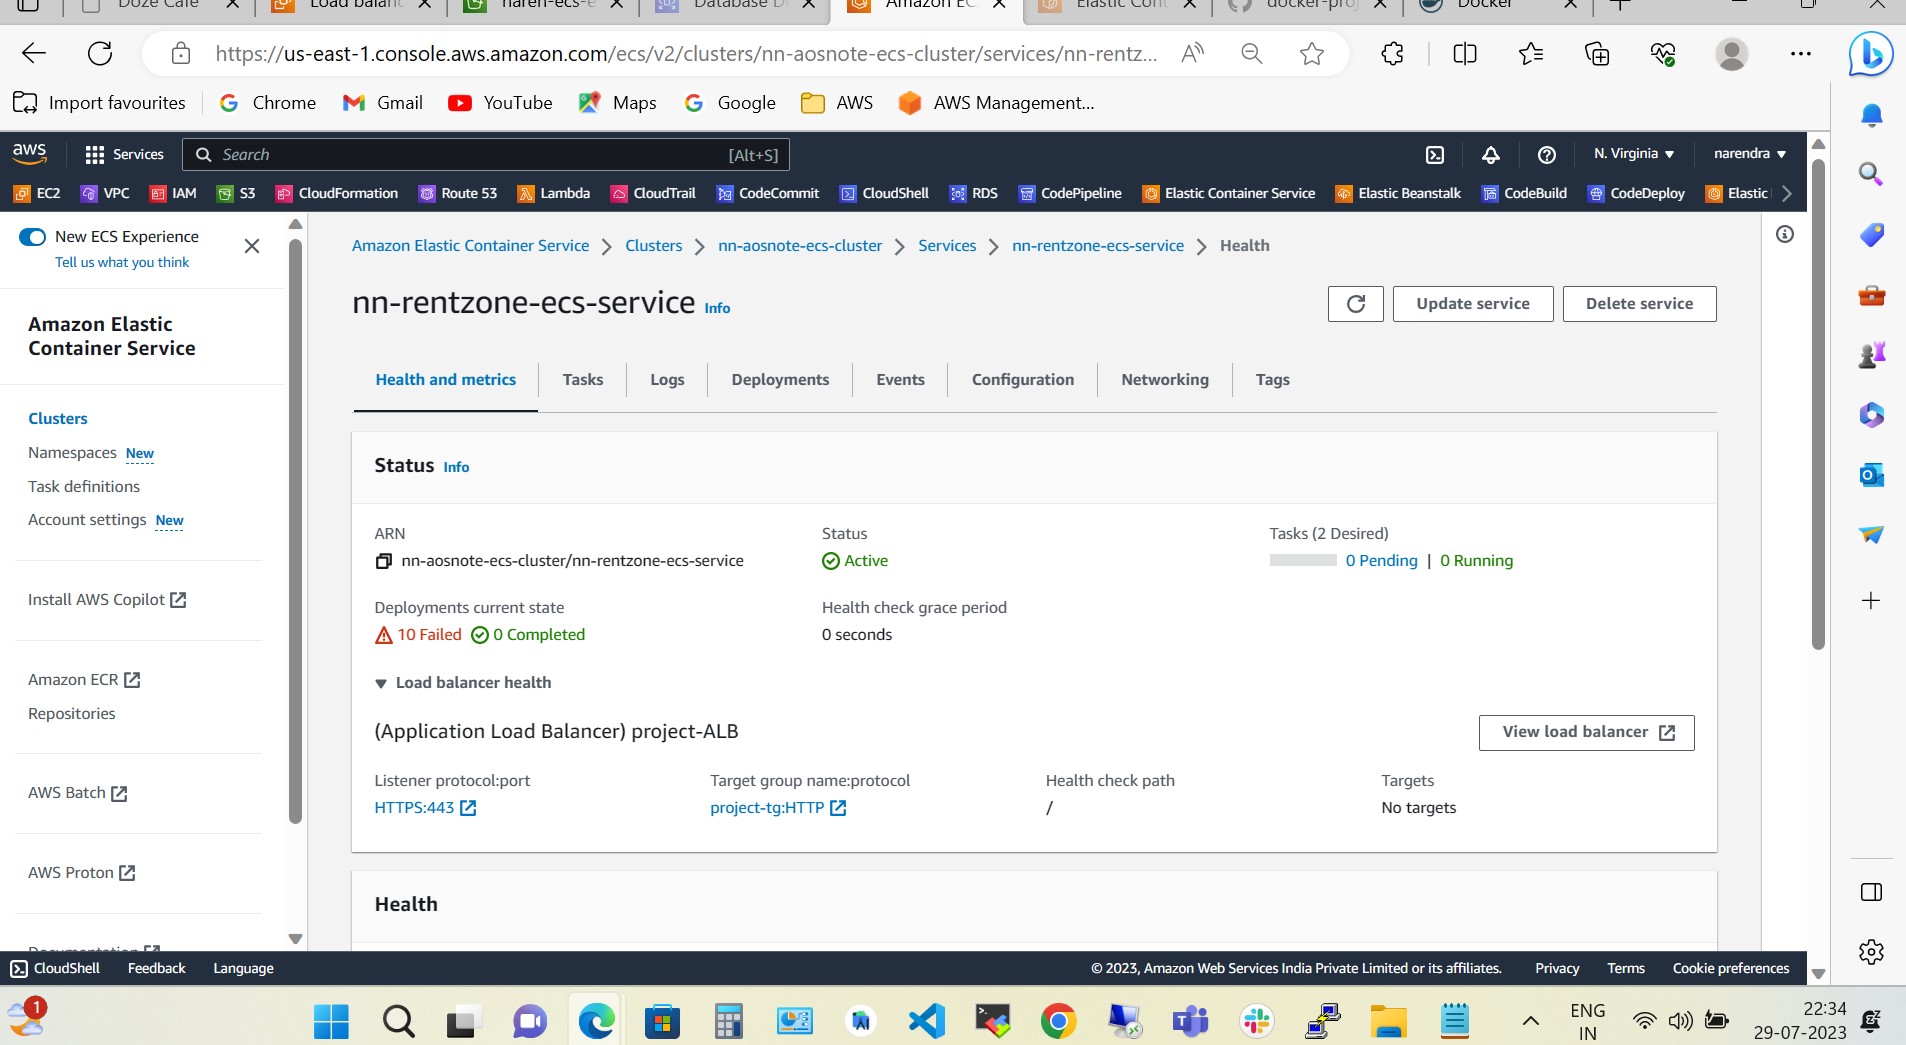 Doze Cafe
Load balanc
naren-ecs-e
Database D
Amazon EC
Elastic Cont
docker-proj
Docker
https://us-east-1.console.aws.amazon.com/ecs/v2/clusters/nn-aosnote-ecs-cluster/services/nn-rentz...
Import favourites
Chrome
Gmail
YouTube
Maps
Google
AWS
AWS Management...
aws
Services
Search
[Alt+S]
N. Virginia
narendra
EC2
VPC
IAM
S3
CloudFormation
Route 53
Lambda
CloudTrail
CodeCommit
CloudShell
RDS
CodePipeline
Elastic Container Service
Elastic Beanstalk
CodeBuild
CodeDeploy
Elastic
New ECS Experience
Tell us what you think
Amazon Elastic
Container Service
Clusters
Namespaces New
Task definitions
Account settings New
Install AWS Copilot
Amazon ECR
Repositories
AWS Batch
AWS Proton
Documentation
Amazon Elastic Container Service > Clusters > nn-aosnote-ecs-cluster > Services > nn-rentzone-ecs-service > Health
nn-rentzone-ecs-service Info
Update service
Delete service
Health and metrics
Tasks
Logs
Deployments
Events
Configuration
Networking
Tags
Status Info
ARN
nn-aosnote-ecs-cluster/nn-rentzone-ecs-service
Status
Active
Tasks (2 Desired)
0 Pending | 0 Running
Deployments current state
10 Failed 0 Completed
Health check grace period
0 seconds
Load balancer health
(Application Load Balancer) project-ALB
View load balancer
Listener protocol:port
HTTPS:443
Target group name:protocol
project-tg:HTTP
Health check path
/
Targets
No targets
Health
CloudShell
Feedback
Language
© 2023, Amazon Web Services India Private Limited or its affiliates.
Privacy
Terms
Cookie preferences
1
ENG
IN
22:34
29-07-2023